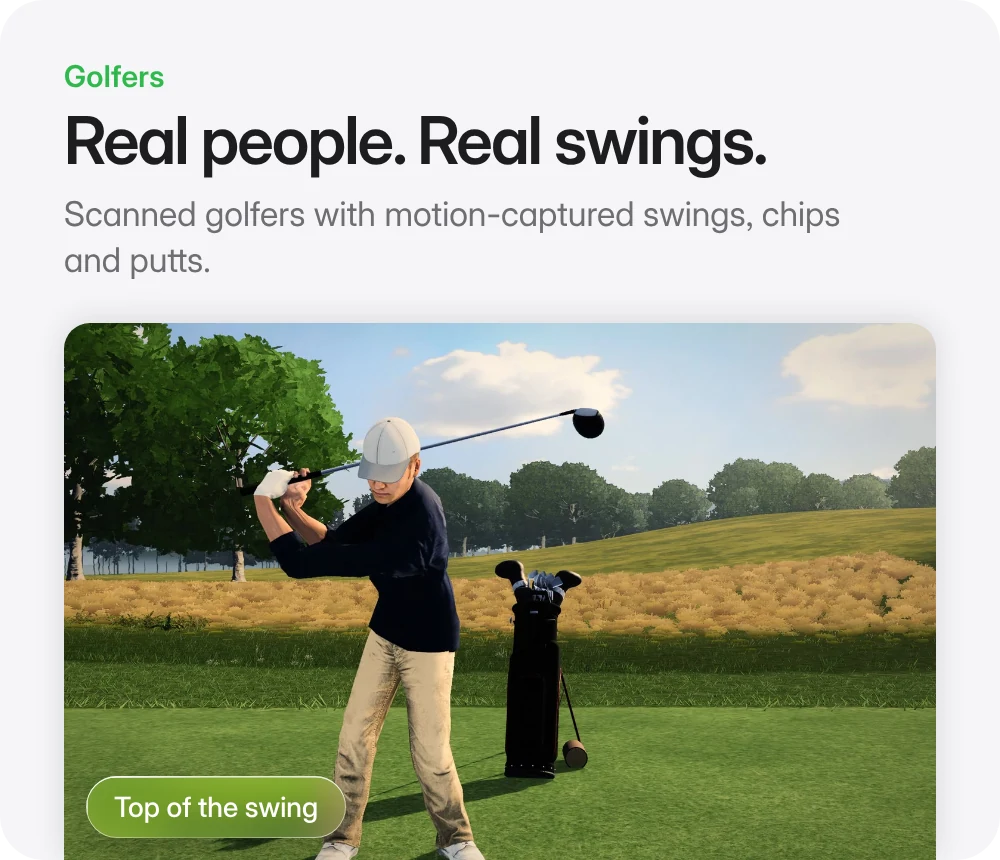 Golfers
Real people. Real swings.
Scanned golfers with motion-captured swings, chips
and putts.
Top of the swing